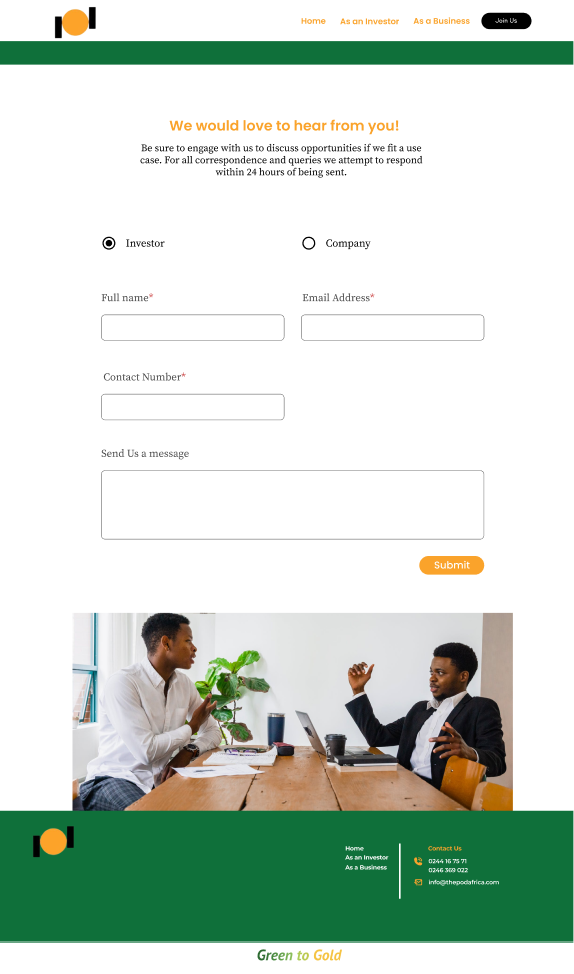 Home As an Investor As a Business Join Us
We would love to hear from you!
Be sure to engage with us to discuss opportunities if we fit a use
case. For all correspondence and queries we attempt to respond
within 24 hours of being sent.
Investor Company
Full name* Email Address*
Contact Number*
Send Us a message
Submit
Home
As an Investor
As a Business
Contact Us
0244 16 75 71
0246 369 022
info@thepodafrica.com
Green to Gold